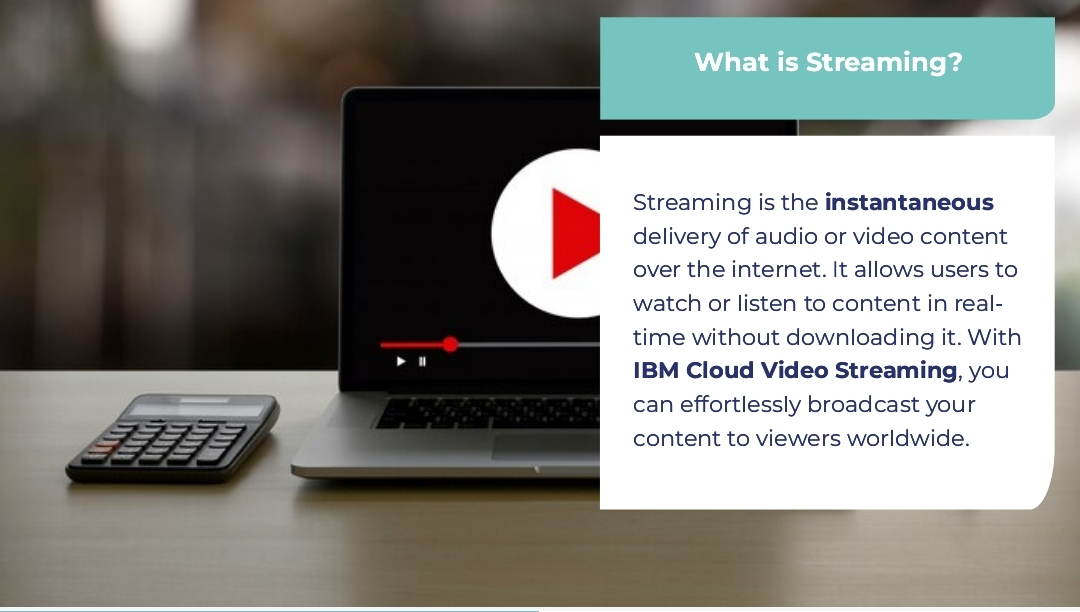 What is Streaming?
Streaming is the instantaneous
delivery of audio or video content
over the internet. It allows users to
watch or listen to content in real-
time without downloading it. With
IBM Cloud Video Streaming, you
can effortlessly broadcast your
content to viewers worldwide.